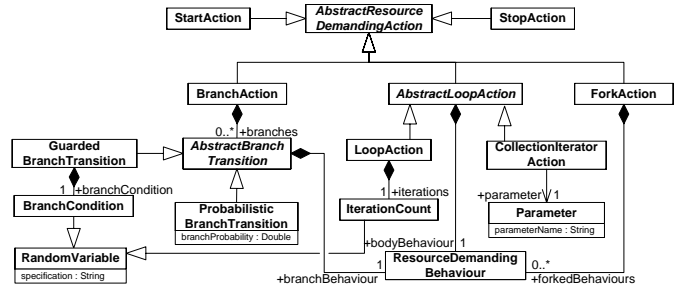 StartAction
AbstractResource
DemandingAction
StopAction
BranchAction
AbstractLoopAction
ForkAction
0..* +branches
Guarded
BranchTransition
AbstractBranch
Transition
LoopAction
CollectionIterator
Action
1 +branchCondition
1 +iterations
+parameter 1
BranchCondition
Probabilistic
BranchTransition
branchProbability : Double
IterationCount
Parameter
parameterName : String
RandomVariable
specification : String
+bodyBehaviour 1
ResourceDemanding
Behaviour
1
+branchBehaviour
0..*
+forkedBehaviours